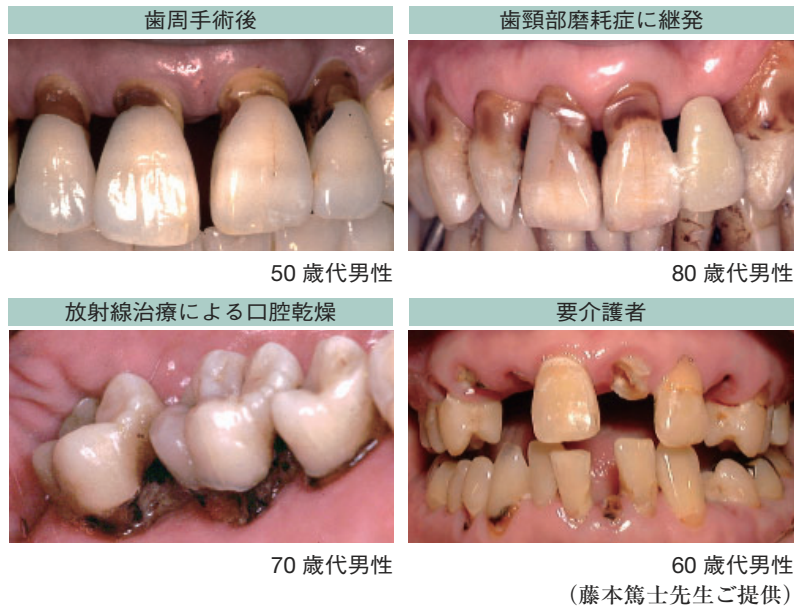 歯周手術後
歯頸部磨耗症に継発
50 歳代男性
80 歳代男性
放射線治療による口腔乾燥
要介護者
70 歳代男性
60 歳代男性
（藤本篤士先生ご提供）